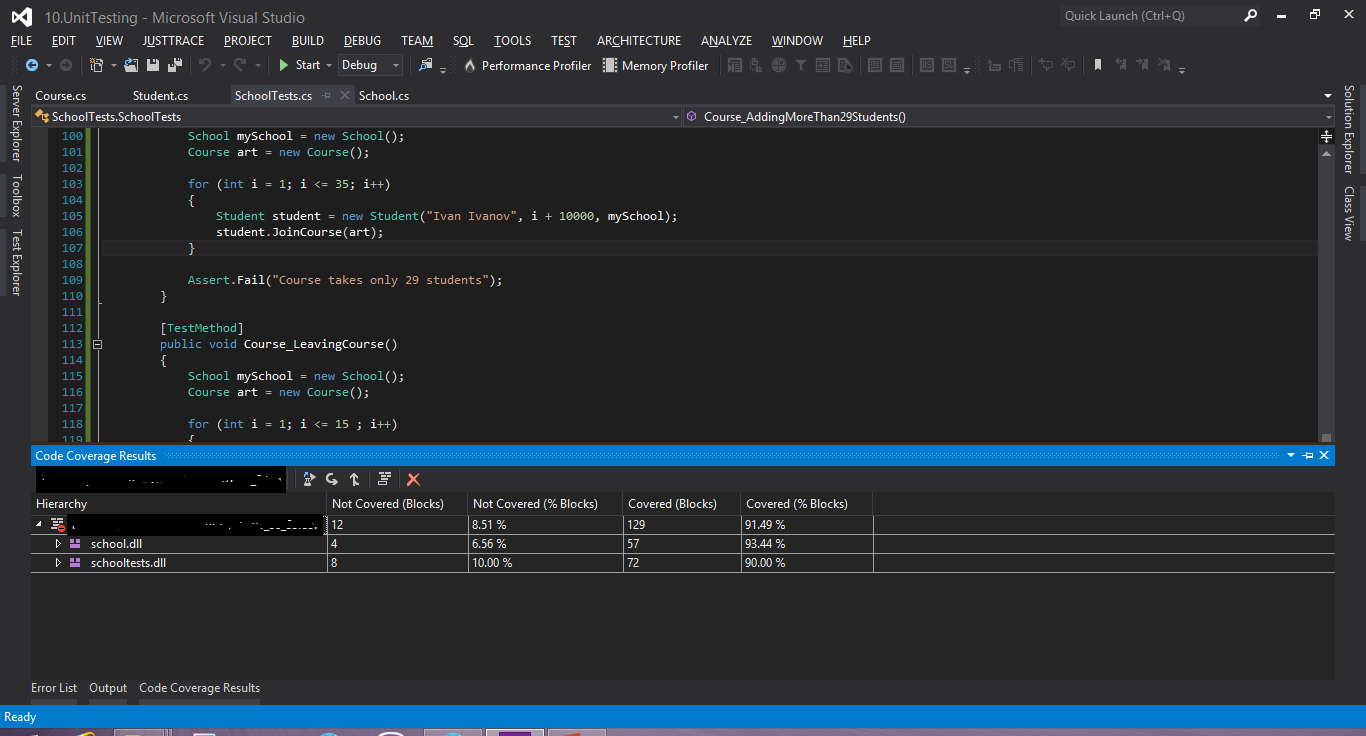 10.UnitTesting - Microsoft Visual Studio
Quick Launch (Ctrl+Q)
FILE EDIT VIEW JUSTTRACE PROJECT BUILD DEBUG TEAM SQL TOOLS TEST ARCHITECTURE ANALYZE WINDOW HELP
Start Debug Performance Profiler Memory Profiler
Course.cs Student.cs SchoolTests.cs School.cs
SchoolTests.SchoolTests Course_AddingMoreThan29Students()
Server Explorer
Toolbox
Test Explorer
Solution Explorer
Class View
100 School mySchool = new School();
101 Course art = new Course();
102
103 for (int i = 1; i <= 35; i++)
104 {
105 Student student = new Student("Ivan Ivanov", i + 10000, mySchool);
106 student.JoinCourse(art);
107 }
108
109 Assert.Fail("Course takes only 29 students");
110 }
111
112 [TestMethod]
113 public void Course_LeavingCourse()
114 {
115 School mySchool = new School();
116 Course art = new Course();
117
118 for (int i = 1; i <= 15 ; i++)
119 {
Code Coverage Results
Hierarchy Not Covered (Blocks) Not Covered (% Blocks) Covered (Blocks) Covered (% Blocks)
12 8.51 % 129 91.49 %
school.dll 4 6.56 % 57 93.44 %
schooltests.dll 8 10.00 % 72 90.00 %
Error List Output Code Coverage Results
Ready